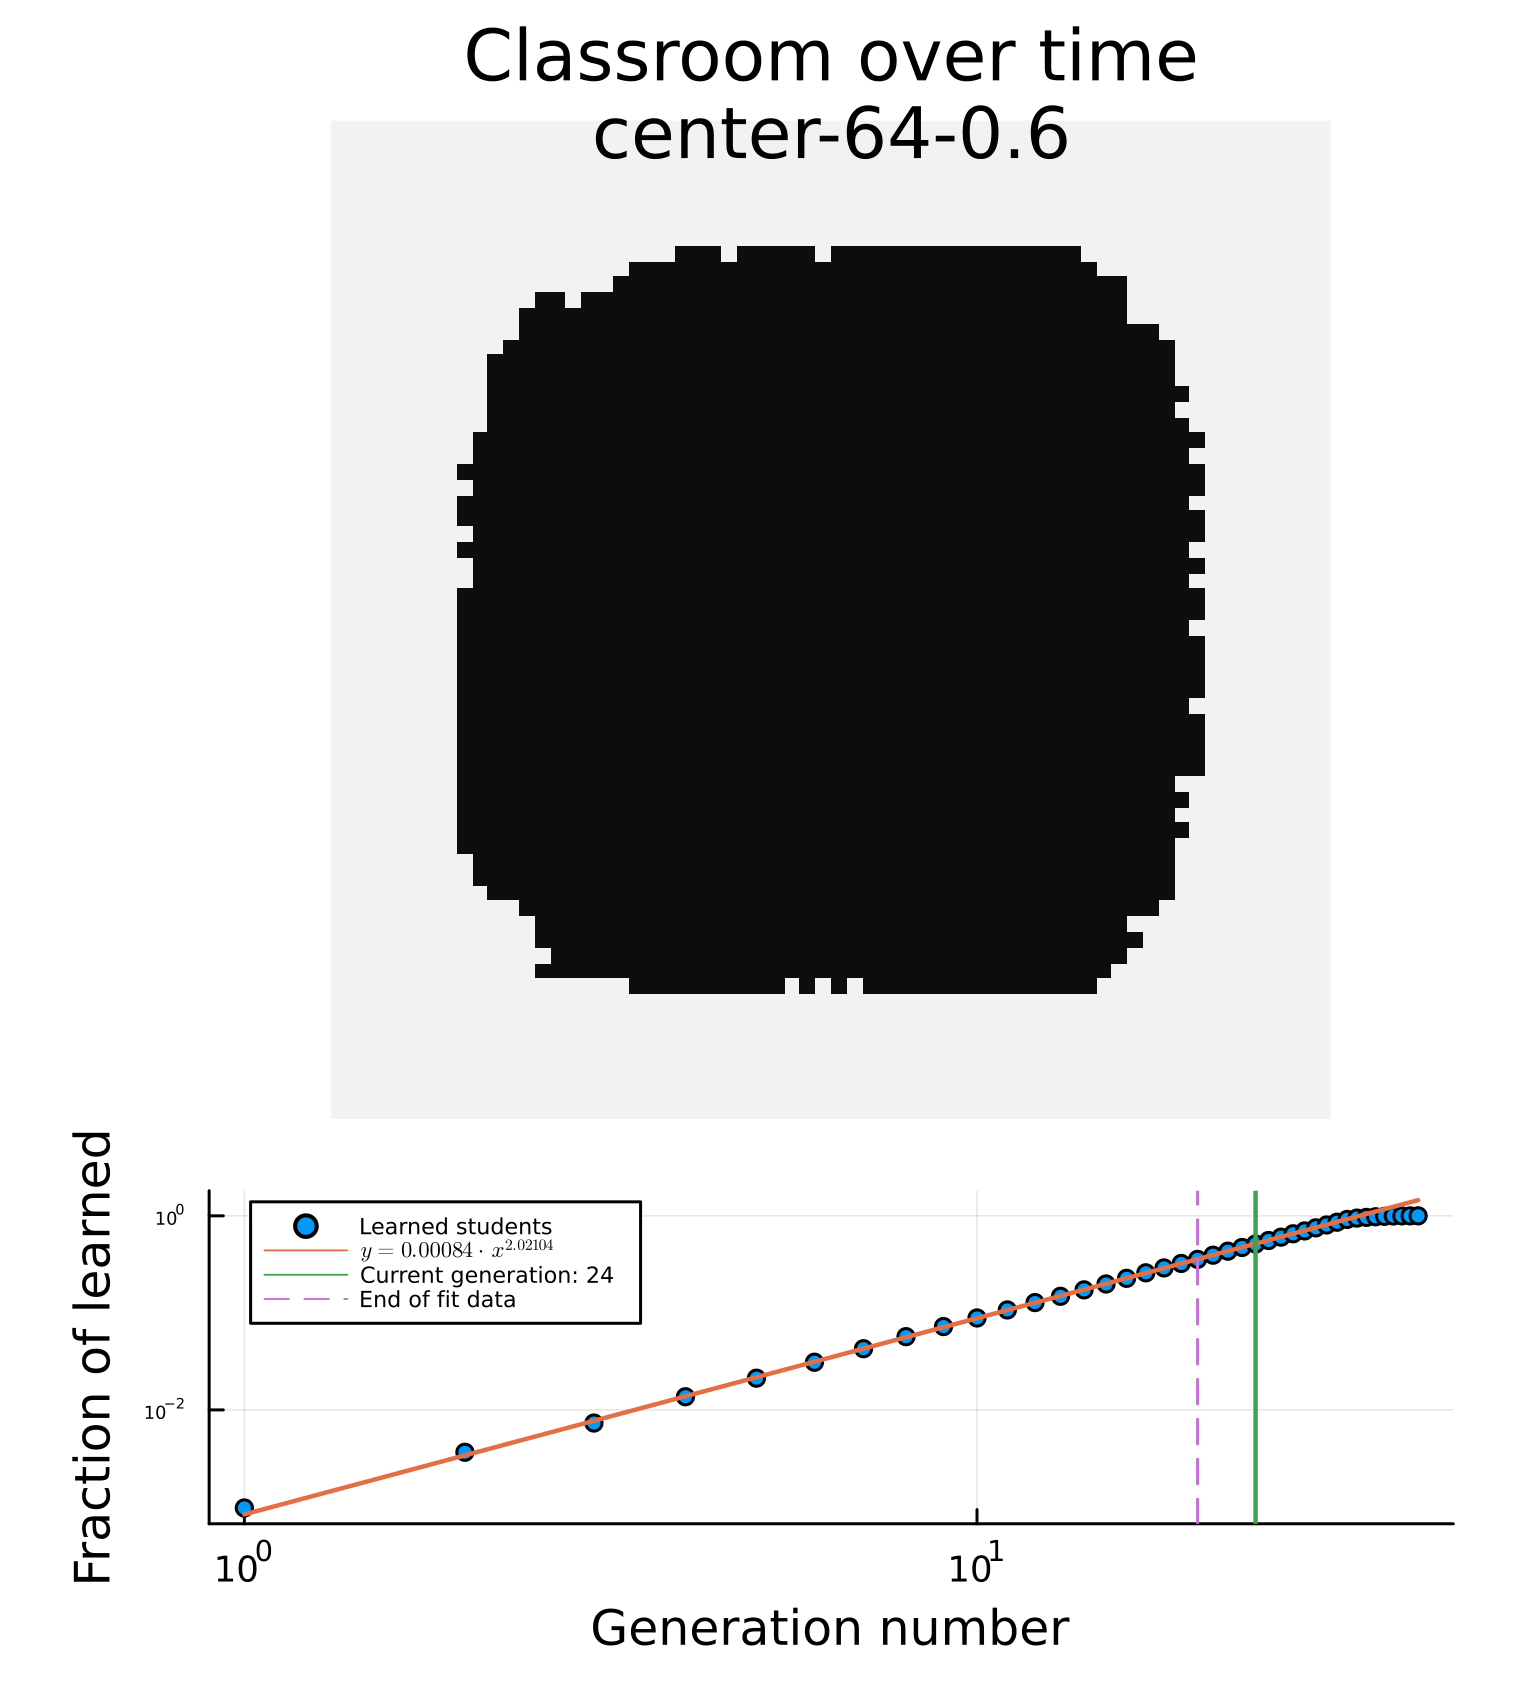 Classroom over time
center-64-0.6
Fraction of learned
10⁰
10⁻²
Learned students
y = 0.00084 · x^2.02104
Current generation: 24
End of fit data
10⁰
10¹
Generation number